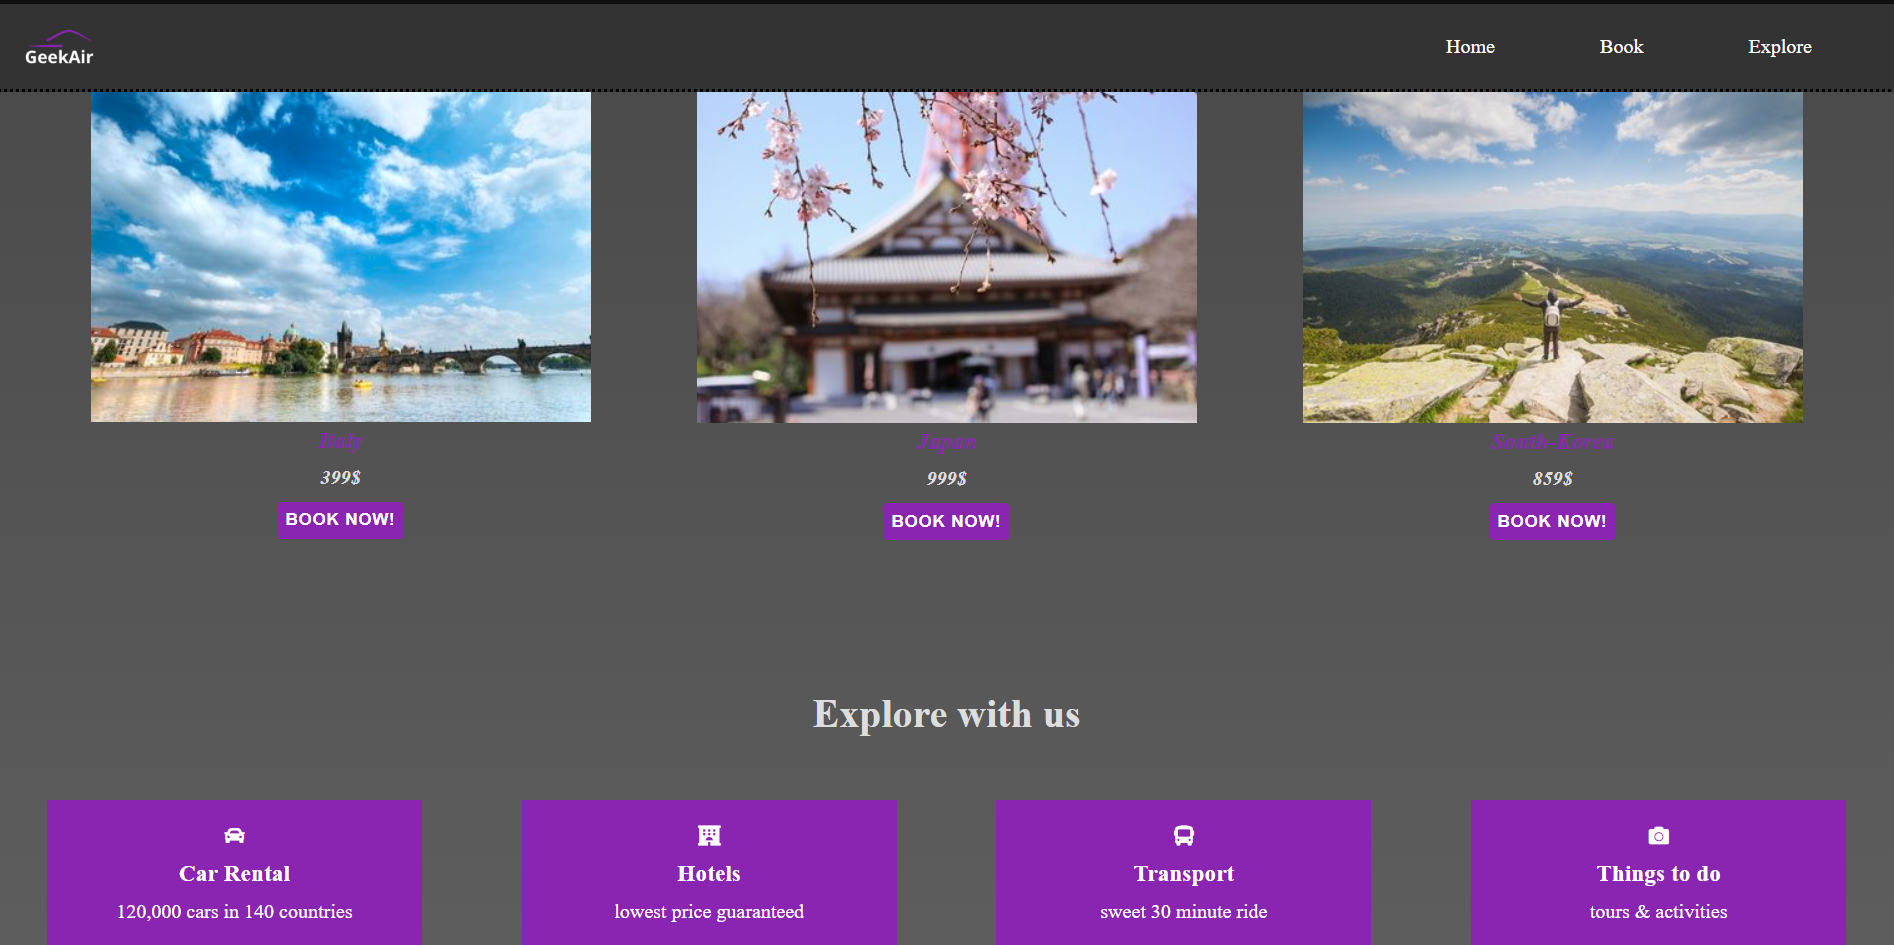 GeekAir
Home
Book
Explore
Italy
399$
BOOK NOW!
Japan
999$
BOOK NOW!
South-Korea
859$
BOOK NOW!
Explore with us
Car Rental
120,000 cars in 140 countries
Hotels
lowest price guaranteed
Transport
sweet 30 minute ride
Things to do
tours & activities